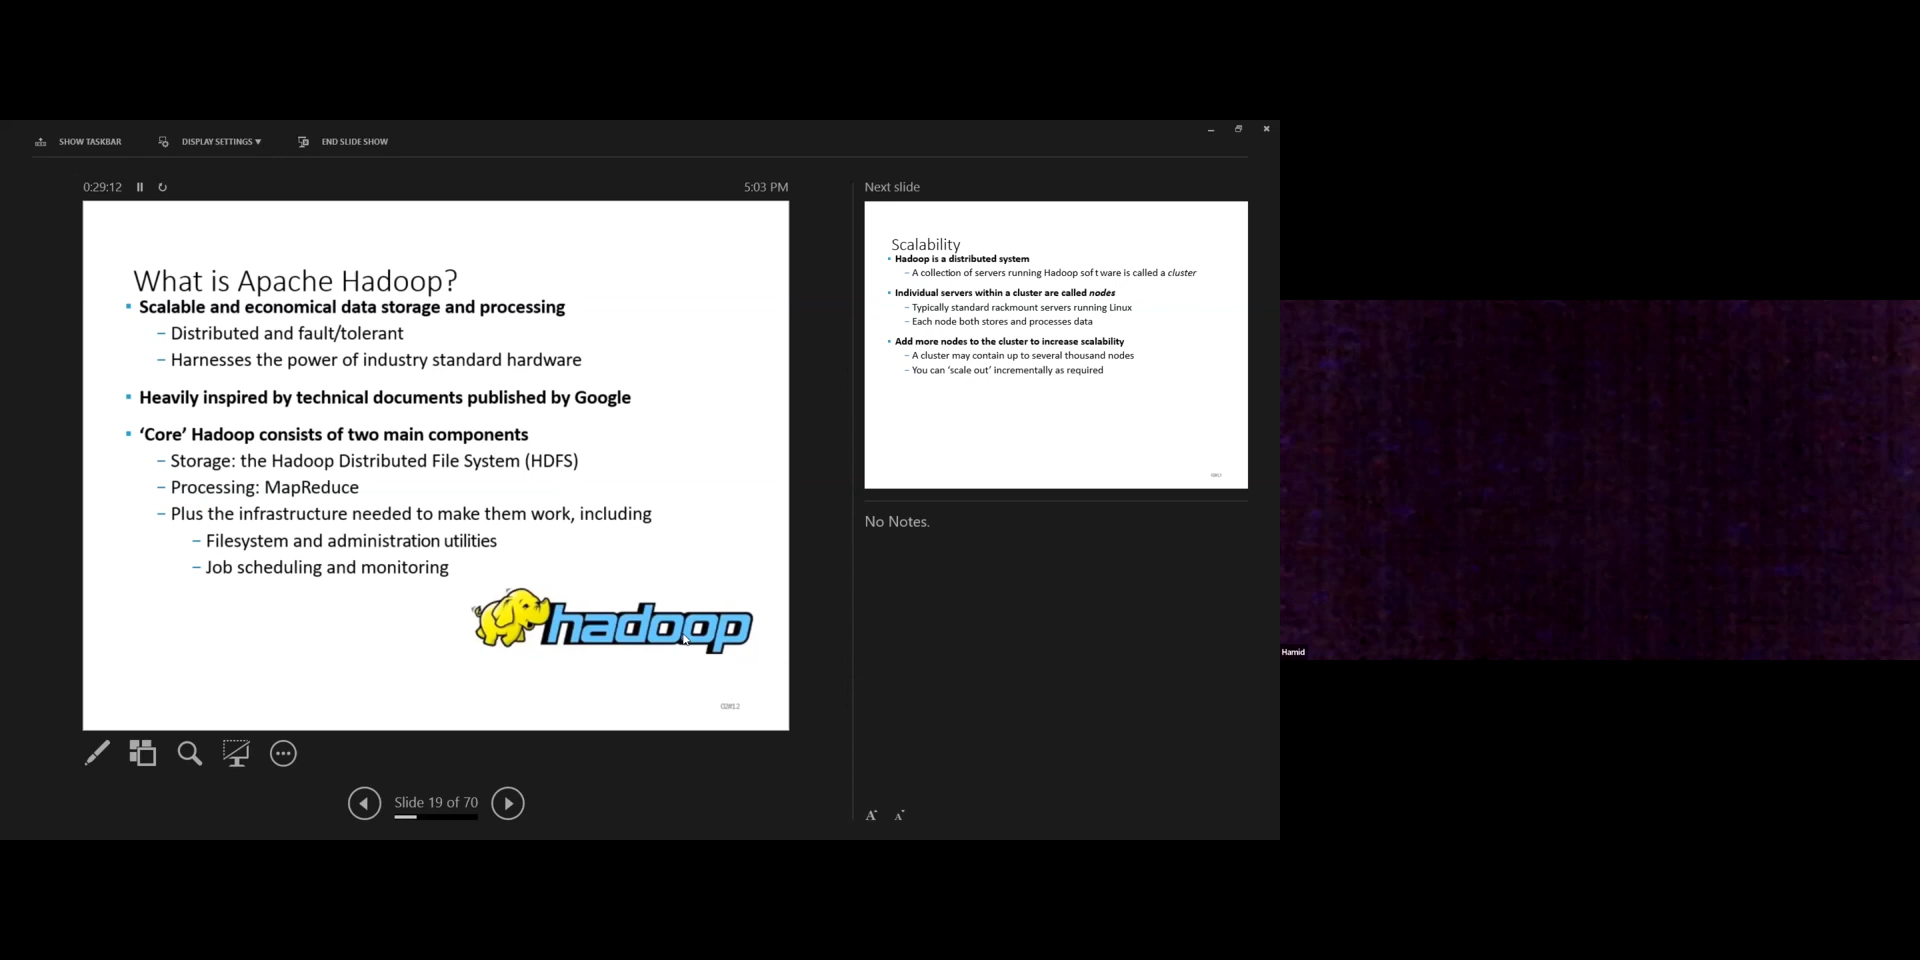 SHOW TASKBAR
DISPLAY SETTINGS ▼
END SLIDE SHOW
0:29:12
5:03 PM
What is Apache Hadoop?
▪ Scalable and economical data storage and processing
– Distributed and fault/tolerant
– Harnesses the power of industry standard hardware
▪ Heavily inspired by technical documents published by Google
▪ ‘Core’ Hadoop consists of two main components
– Storage: the Hadoop Distributed File System (HDFS)
– Processing: MapReduce
– Plus the infrastructure needed to make them work, including
– Filesystem and administration utilities
– Job scheduling and monitoring
hadoop
Slide 19 of 70
Next slide
Scalability
▪ Hadoop is a distributed system
– A collection of servers running Hadoop soft ware is called a cluster
▪ Individual servers within a cluster are called nodes
– Typically standard rackmount servers running Linux
– Each node both stores and processes data
▪ Add more nodes to the cluster to increase scalability
– A cluster may contain up to several thousand nodes
– You can ‘scale out’ incrementally as required
No Notes.
A A
Hamid